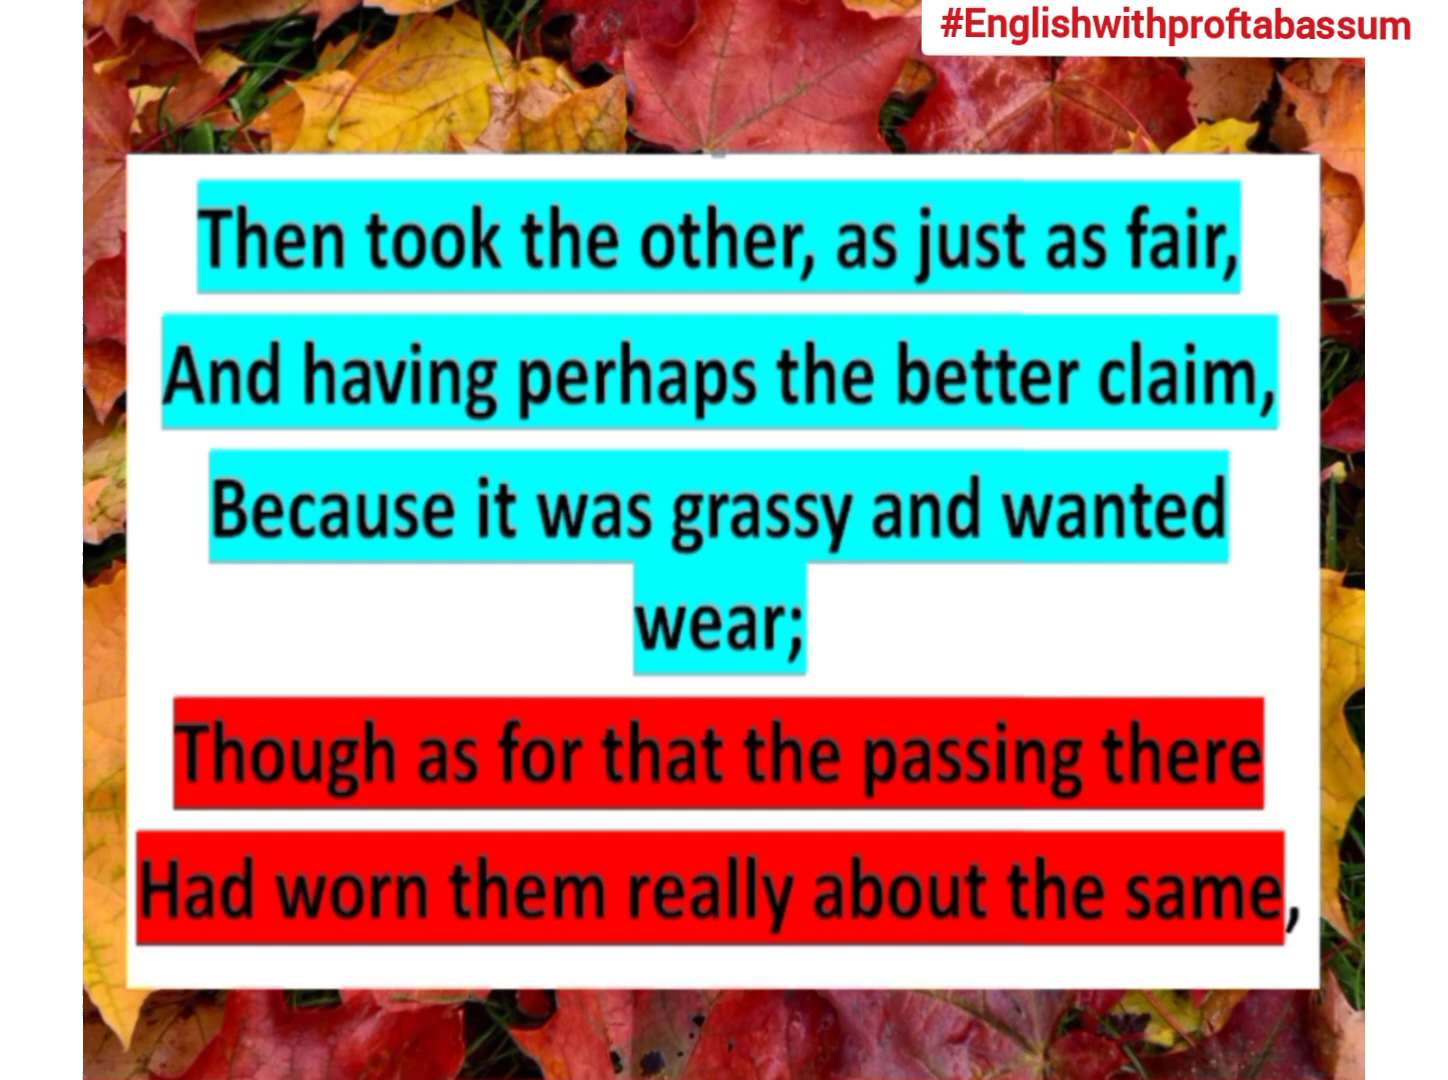 #Englishwithproftabassum
Then took the other, as just as fair,
And having perhaps the better claim,
Because it was grassy and wanted
wear;
Though as for that the passing there
Had worn them really about the same,